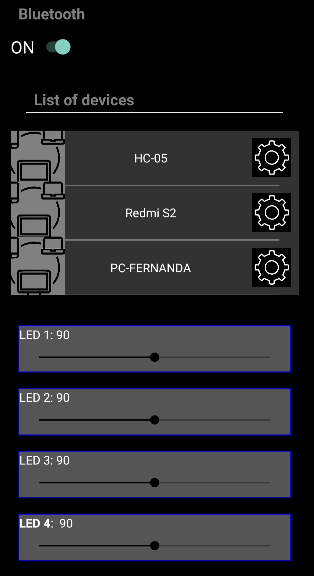 Bluetooth
ON
List of devices
HC-05
Redmi S2
PC-FERNANDA
LED 1: 90
LED 2: 90
LED 3: 90
LED 4:  90